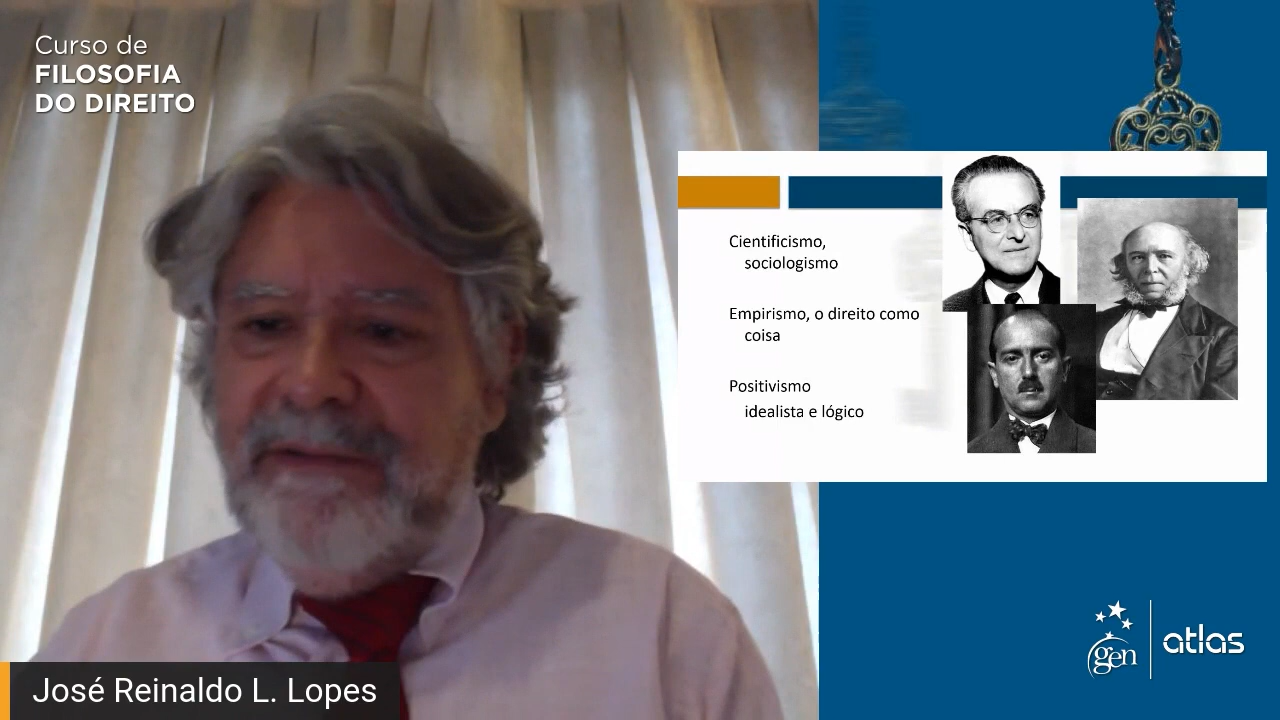 Curso de
FILOSOFIA
DO DIREITO
Cientificismo,
sociologismo
Empirismo, o direito como
coisa
Positivismo
idealista e lógico
José Reinaldo L. Lopes
gen
atlas